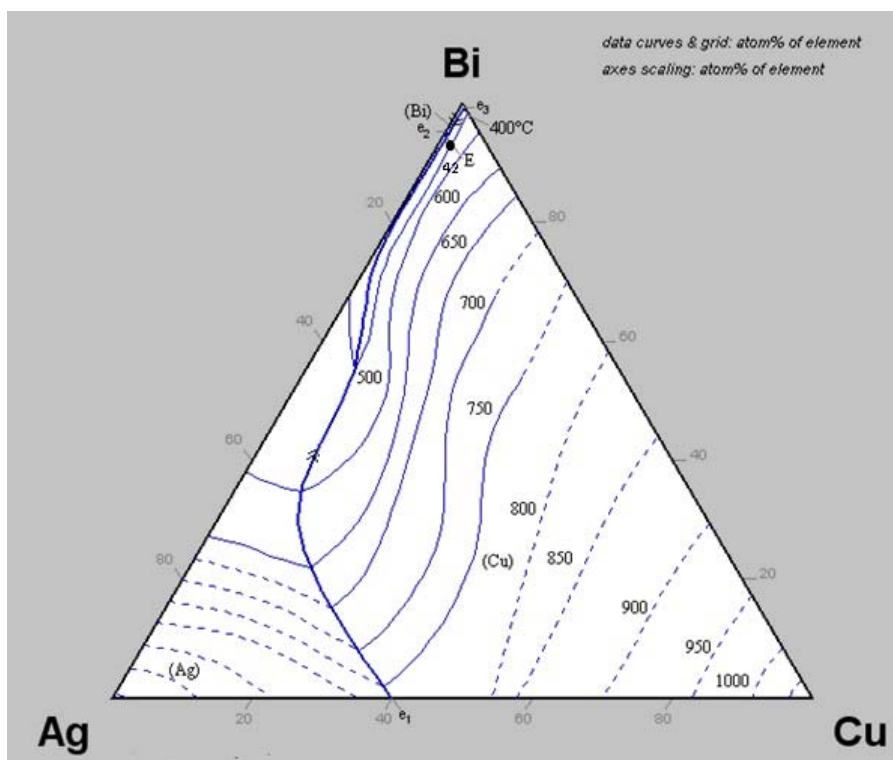 data curves & grid: atom% of element
axes scaling: atom% of element
Bi
(Bi)
e3
e2
400°C
E
42
600
20
80
650
700
40
60
500
750
60
40
800
(Cu)
850
80
20
900
950
(Ag)
1000
Ag
20
40
e1
60
80
Cu